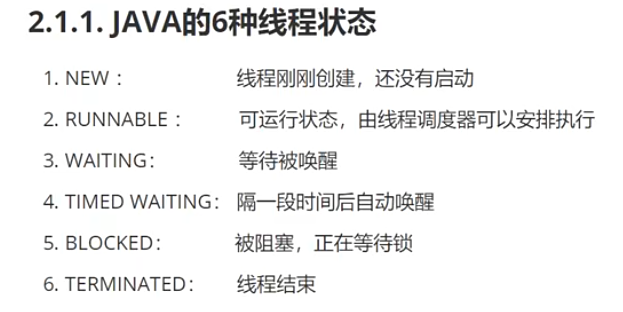 2.1.1. JAVA的6种线程状态
1. NEW： 线程刚刚创建，还没有启动
2. RUNNABLE： 可运行状态，由线程调度器可以安排执行
3. WAITING： 等待被唤醒
4. TIMED WAITING： 隔一段时间后自动唤醒
5. BLOCKED： 被阻塞，正在等待锁
6. TERMINATED： 线程结束